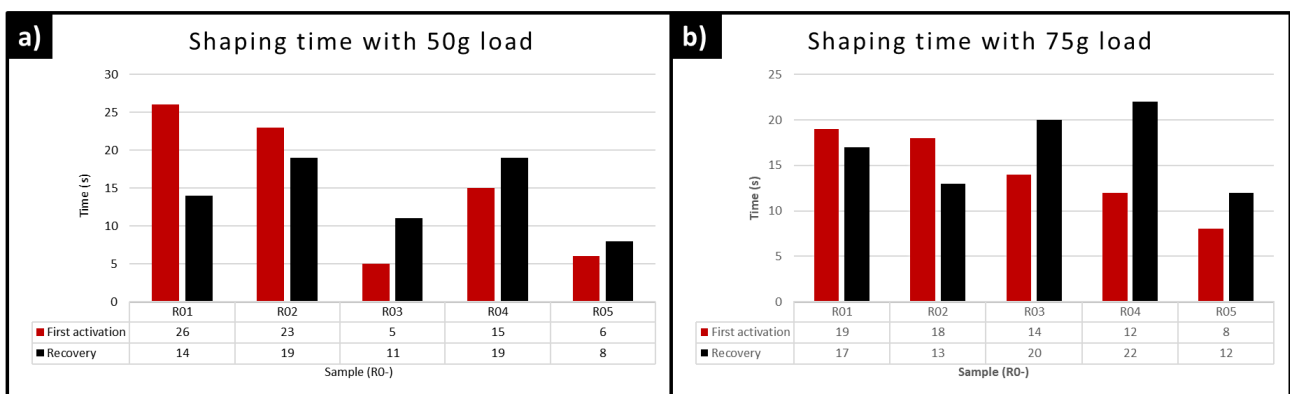 a)
Shaping time with 50g load
30
25
20
15
10
5
0
Time (s)
R01 R02 R03 R04 R05
First activation 26 23 5 15 6
Recovery 14 19 11 19 8
Sample (R0-)
b)
Shaping time with 75g load
25
20
15
10
5
0
Time (s)
R01 R02 R03 R04 R05
First activation 19 18 14 12 8
Recovery 17 13 20 22 12
Sample (R0-)